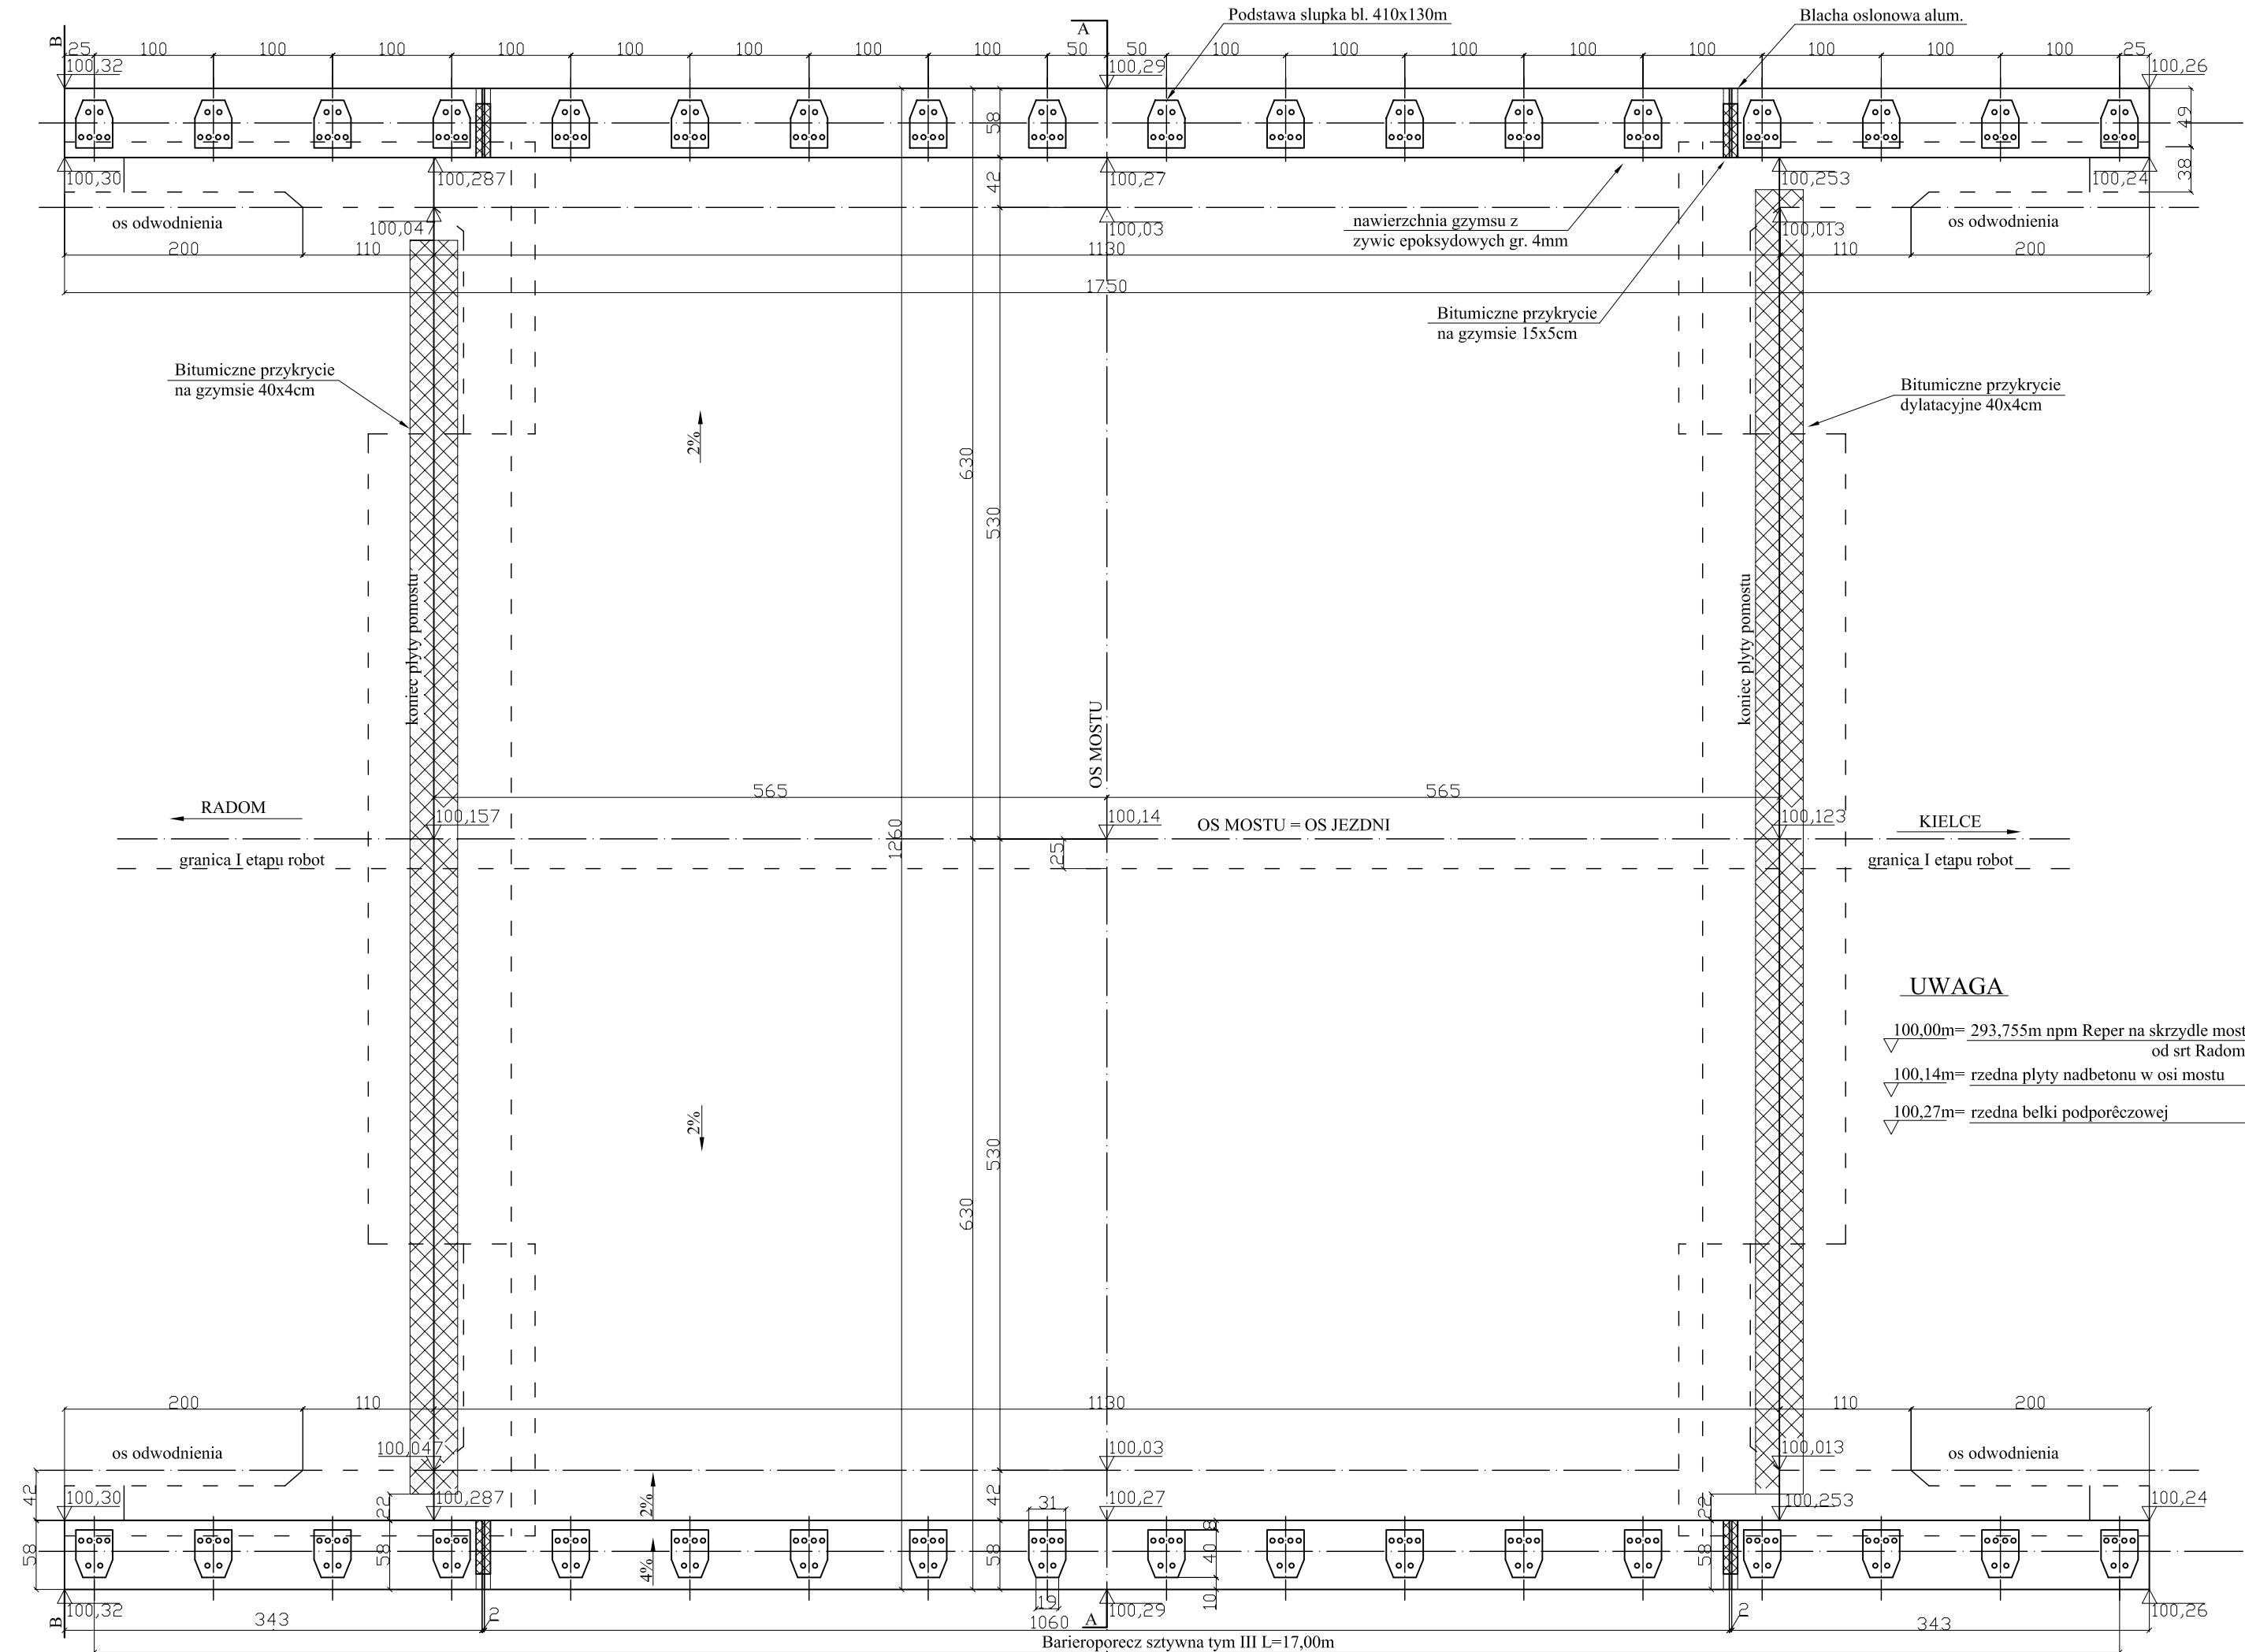 Podstawa slupka bl. 410x130m
Blacha oslonowa alum.
A
B
25 100 100 100 100 100 100 100 100 50 50 100 100 100 100 100 100 100 100 25
100,32
100,29
100,26
58
49
100,30
100,287
42
100,27
100,253
100,24
38
os odwodnienia
100,047
100,03
nawierzchnia gzymsu z
zywic epoksydowych gr. 4mm
100,013
os odwodnienia
200 110 1130 110 200
1750
Bitumiczne przykrycie
na gzymsie 15x5cm
Bitumiczne przykrycie
na gzymsie 40x4cm
Bitumiczne przykrycie
dylatacyjne 40x4cm
2%
630
530
koniec plyty pomostu
koniec plyty pomostu
OS MOSTU
565
565
RADOM
100,157
1260
100,14
OS MOSTU = OS JEZDNI
100,123
KIELCE
25
granica I etapu robot
granica I etapu robot
UWAGA
100,00m= 293,755m npm Reper na skrzydle most
od srt Radom
100,14m= rzedna plyty nadbetonu w osi mostu
100,27m= rzedna belki podporêczowej
2%
530
630
200 110 1130 110 200
os odwodnienia
100,047
100,03
100,013
os odwodnienia
42
100,30
22
100,287
2%
42
31
100,27
22
100,253
100,24
58
58
4%
58
8
40
10
19
58
100,32
100,29
100,26
B
343
2
1060
A
2
343
Barieroporecz sztywna tym III L=17,00m